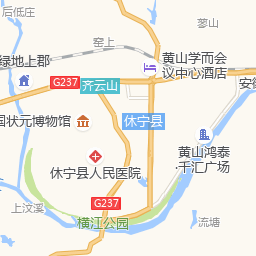 后低庄
蓼山
窑上
绿地上郡
黄山学而会
议中心酒店
G237
齐云山
安徽
国状元博物馆
休宁县
黄山鸿泰
·千汇广场
休宁县人民医院
上汶溪
G237
横江公园
流塘